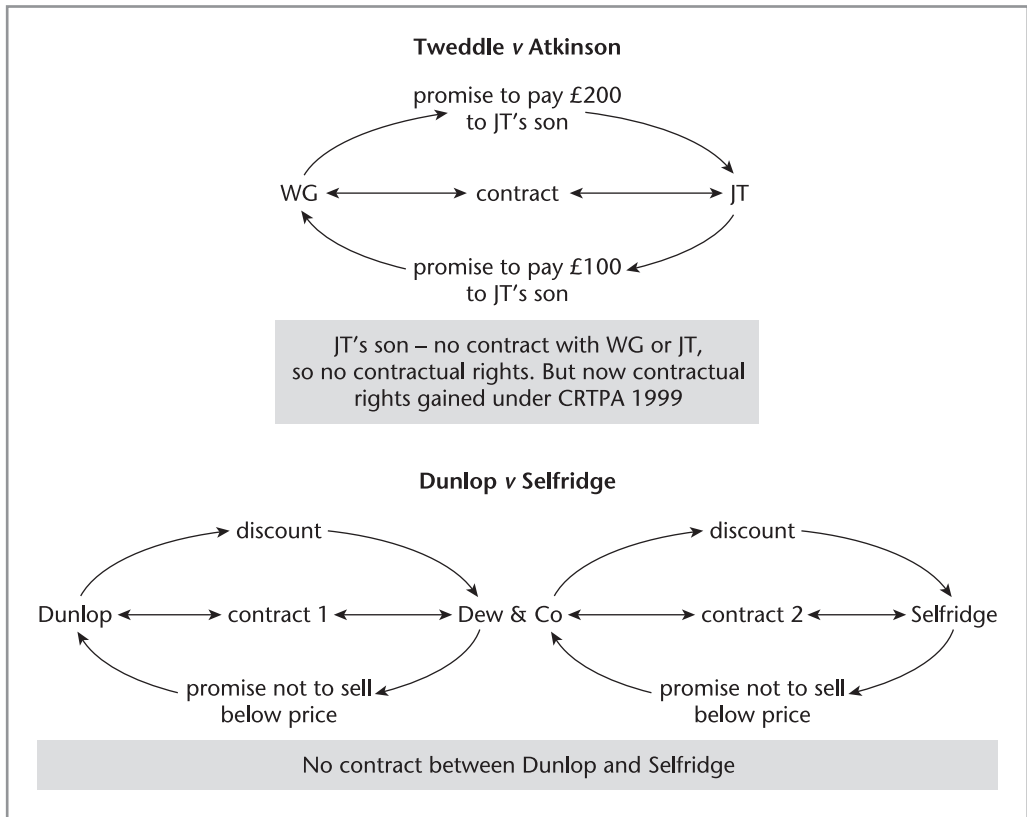 Tweddle v Atkinson
promise to pay £200
to JT's son
WG
contract
JT
promise to pay £100
to JT's son
JT's son – no contract with WG or JT,
so no contractual rights. But now contractual
rights gained under CRTPA 1999
Dunlop v Selfridge
discount
discount
Dunlop
contract 1
Dew & Co
contract 2
Selfridge
promise not to sell
below price
promise not to sell
below price
No contract between Dunlop and Selfridge